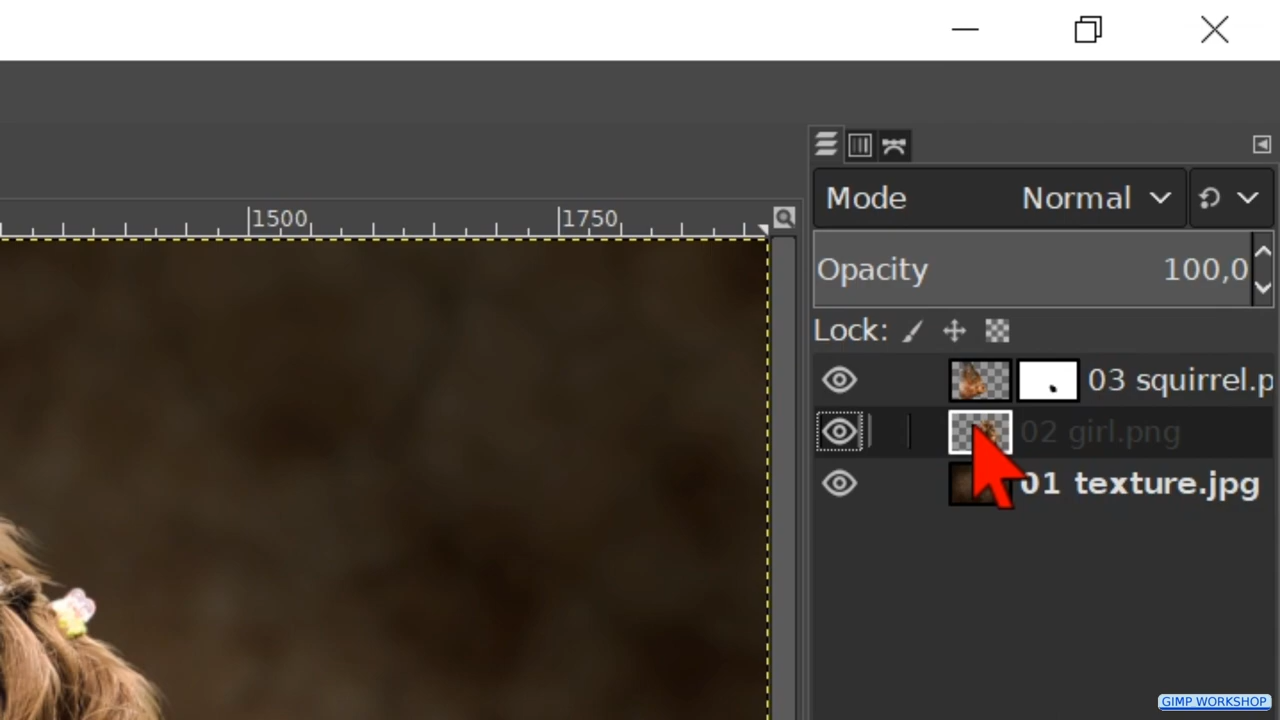 1500
1750
Mode Normal
Opacity 100,0
Lock:
03 squirrel.p
02 girl.png
01 texture.jpg
GIMP WORKSHOP